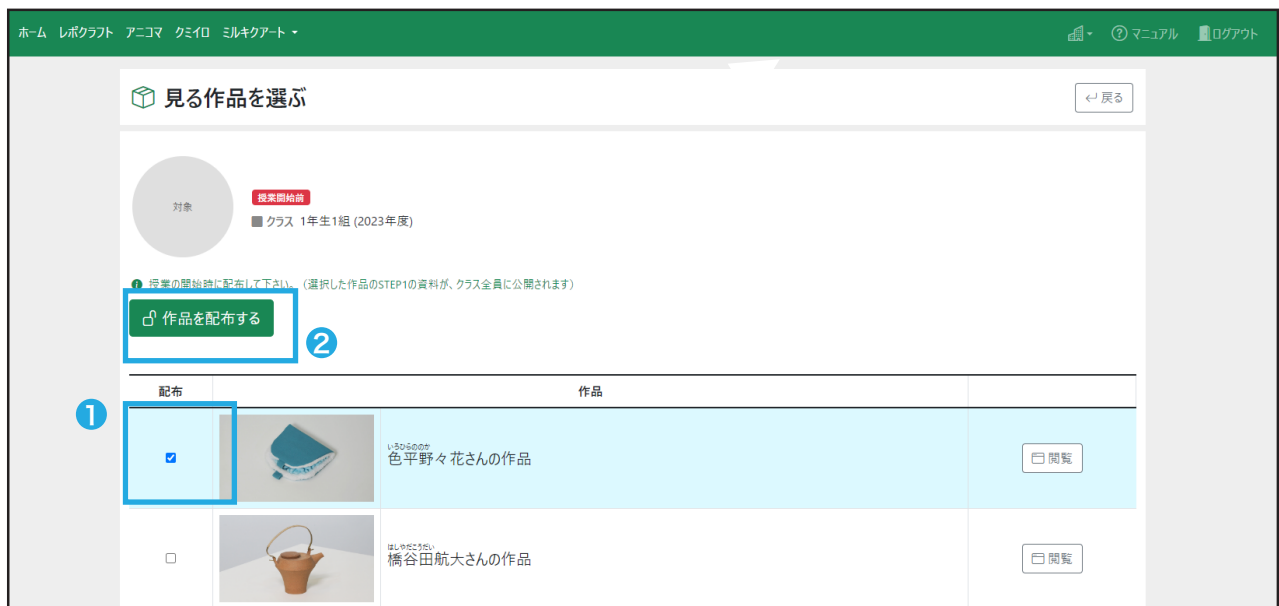 ホーム レポクラフト アニコマ クミイロ ミルキクアート マニュアル ログアウト
見る作品を選ぶ 戻る
対象
授業開始前
クラス 1年生1組 (2023年度)
授業の開始時に配布して下さい。(選択した作品のSTEP1の資料が、クラス全員に公開されます)
作品を配布する
2
配布 作品
1
いろひらののか
色平野々花さんの作品 閲覧
はしやだこうだい
橋谷田航大さんの作品 閲覧